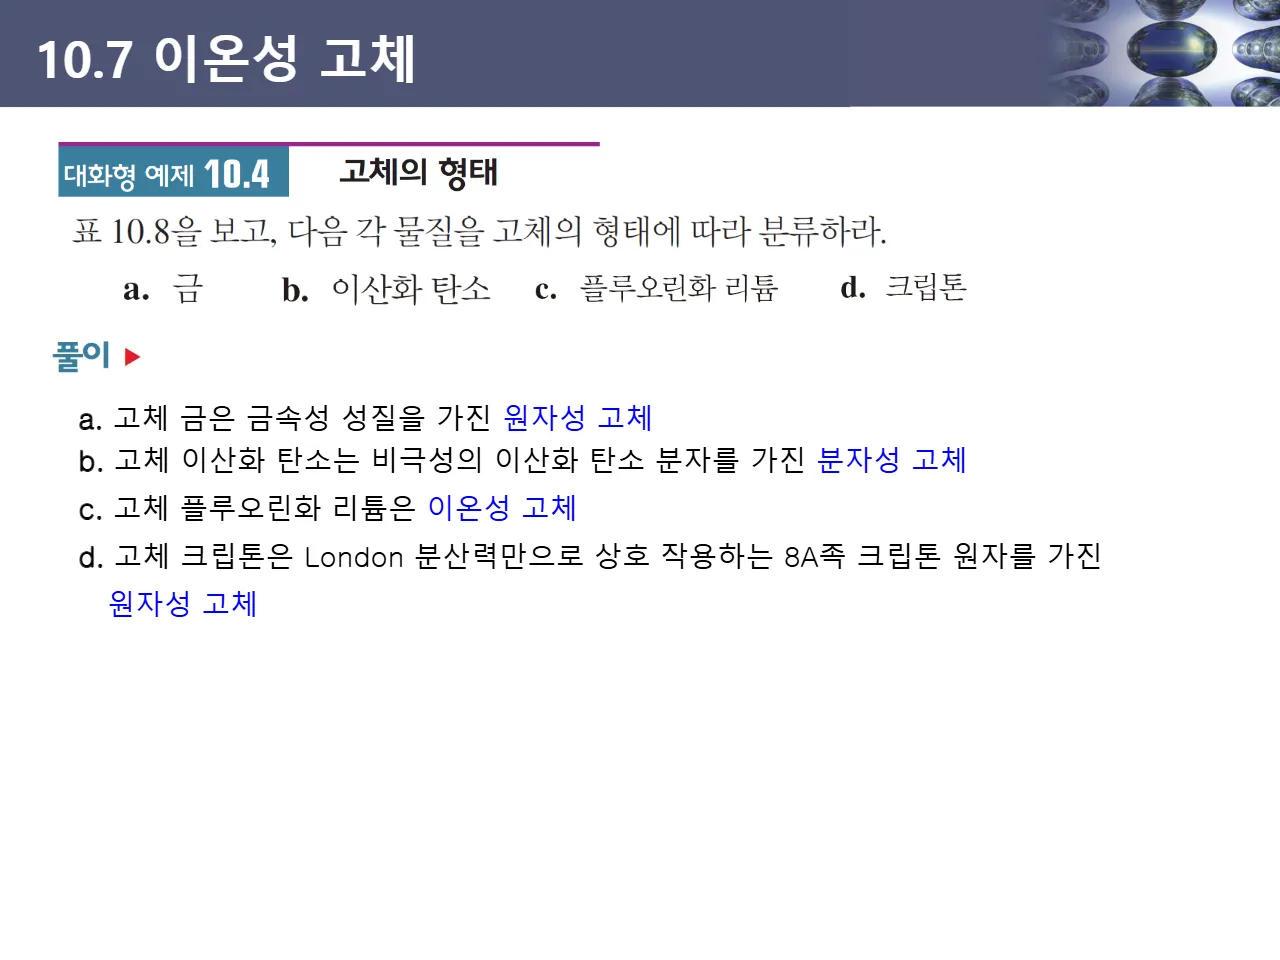 10.7 이온성 고체
대화형 예제 10.4 고체의 형태
표 10.8을 보고, 다음 각 물질을 고체의 형태에 따라 분류하라.
a. 금 b. 이산화 탄소 c. 플루오린화 리튬 d. 크립톤
풀이 ▶
a. 고체 금은 금속성 성질을 가진 원자성 고체
b. 고체 이산화 탄소는 비극성의 이산화 탄소 분자를 가진 분자성 고체
c. 고체 플루오린화 리튬은 이온성 고체
d. 고체 크립톤은 London 분산력만으로 상호 작용하는 8A족 크립톤 원자를 가진
원자성 고체